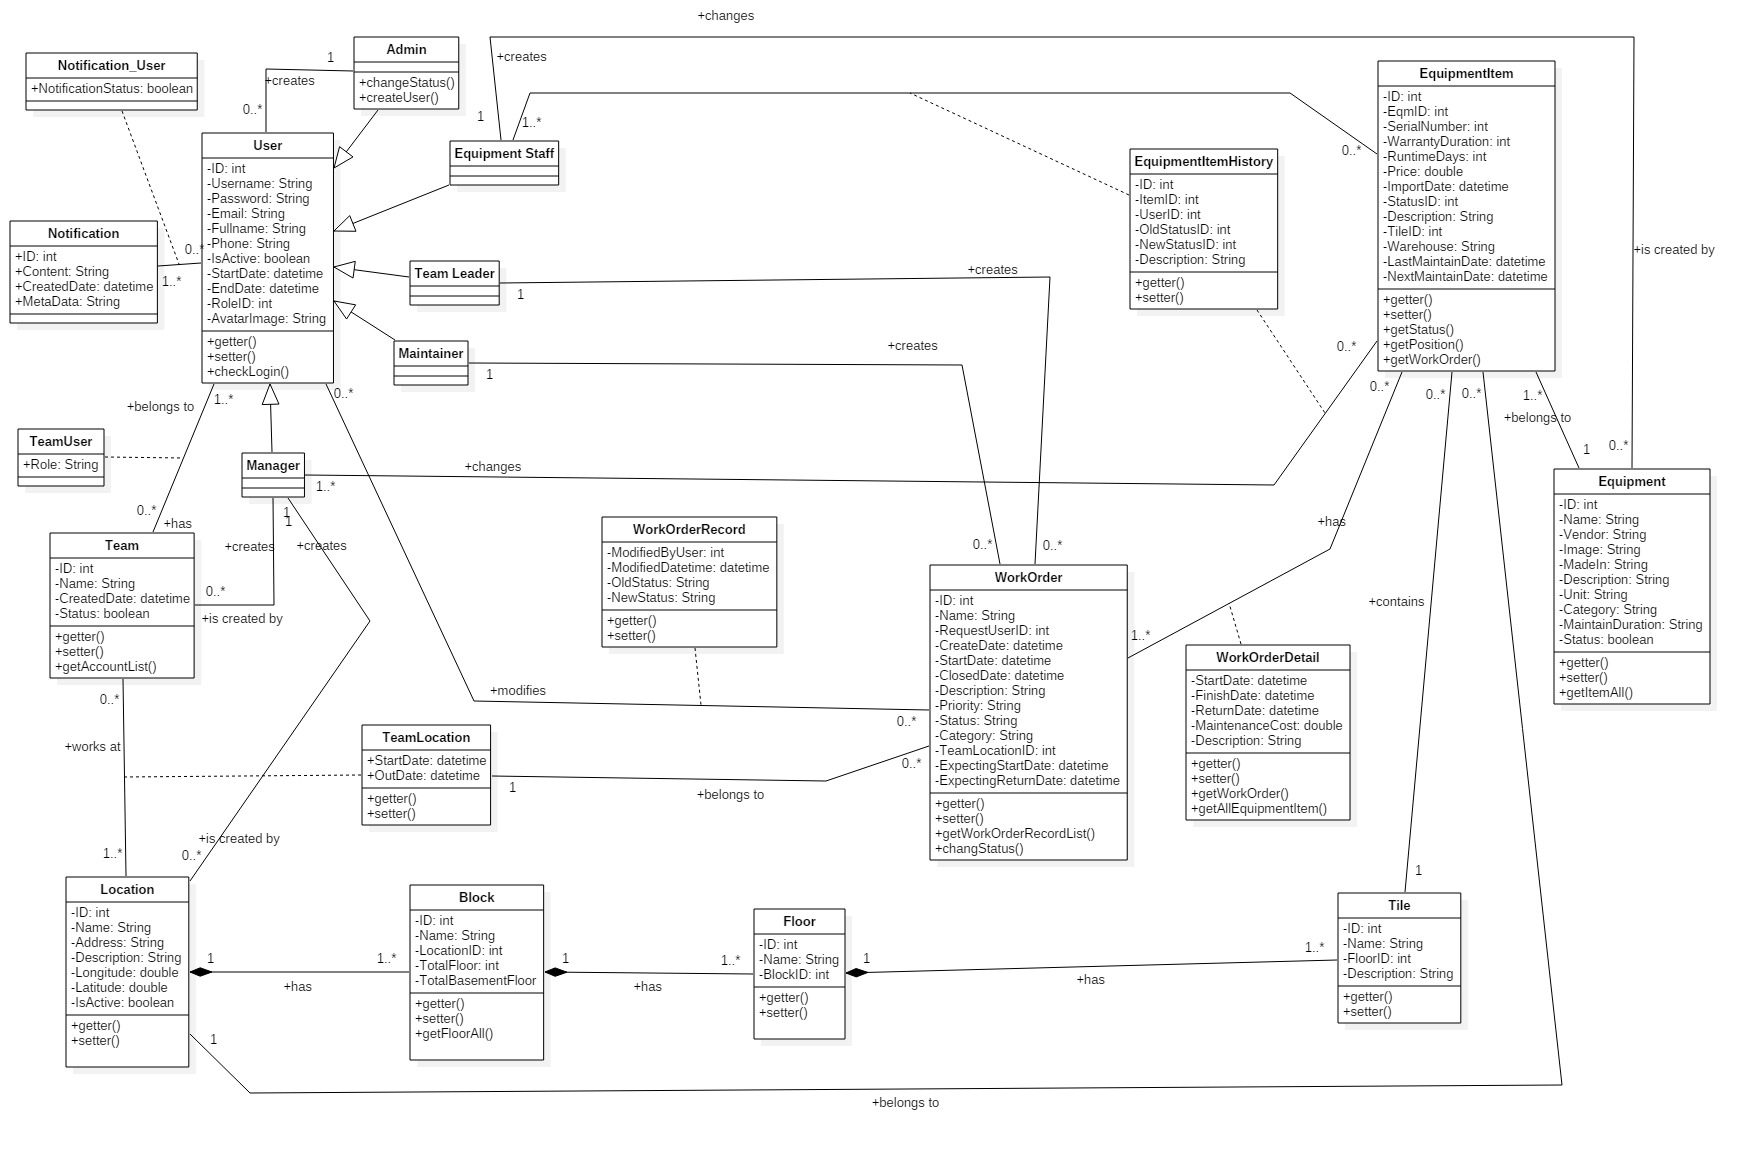 +changes
Notification_User
+NotificationStatus: boolean
Admin
+changeStatus()
+createUser()
1
+creates
0..*
+creates
1
1..*
Equipment Staff
User
-ID: int
-Username: String
-Password: String
-Email: String
-Fullname: String
-Phone: String
-IsActive: boolean
-StartDate: datetime
-EndDate: datetime
-RoleID: int
-AvatarImage: String
+getter()
+setter()
+checkLogin()
Notification
+ID: int
+Content: String
+CreatedDate: datetime
+MetaData: String
0..*
1..*
Team Leader
1
+creates
Maintainer
1
+creates
EquipmentItemHistory
-ID: int
-ItemID: int
-UserID: int
-OldStatusID: int
-NewStatusID: int
-Description: String
+getter()
+setter()
EquipmentItem
-ID: int
-EqmID: int
-SerialNumber: int
-WarrantyDuration: int
-RuntimeDays: int
-Price: double
-ImportDate: datetime
-StatusID: int
-Description: String
-TileID: int
-Warehouse: String
-LastMaintainDate: datetime
-NextMaintainDate: datetime
+getter()
+setter()
+getStatus()
+getPosition()
+getWorkOrder()
0..*
0..*
0..*
0..*
0..*
1..*
+is created by
+belongs to
1
0..*
+belongs to
1..*
0..*
TeamUser
+Role: String
Manager
1..*
+changes
1
1
0..*
+has
+creates
+creates
0..*
+is created by
Team
-ID: int
-Name: String
-CreatedDate: datetime
-Status: boolean
+getter()
+setter()
+getAccountList()
WorkOrderRecord
-ModifiedByUser: int
-ModifiedDatetime: datetime
-OldStatus: String
-NewStatus: String
+getter()
+setter()
0..*
0..*
WorkOrder
-ID: int
-Name: String
-RequestUserID: int
-CreateDate: datetime
-StartDate: datetime
-ClosedDate: datetime
-Description: String
-Priority: String
-Status: String
-Category: String
-TeamLocationID: int
-ExpectingStartDate: datetime
-ExpectingReturnDate: datetime
+getter()
+setter()
+getWorkOrderRecordList()
+changStatus()
+has
1..*
+contains
WorkOrderDetail
-StartDate: datetime
-FinishDate: datetime
-ReturnDate: datetime
-MaintenanceCost: double
-Description: String
+getter()
+setter()
+getWorkOrder()
+getAllEquipmentItem()
Equipment
-ID: int
-Name: String
-Vendor: String
-Image: String
-MadeIn: String
-Description: String
-Unit: String
-Category: String
-MaintainDuration: String
-Status: boolean
+getter()
+setter()
+getItemAll()
+modifies
0..*
0..*
TeamLocation
+StartDate: datetime
+OutDate: datetime
+getter()
+setter()
1
+belongs to
0..*
+works at
1..*
+is created by
0..*
Location
-ID: int
-Name: String
-Address: String
-Description: String
-Longitude: double
-Latitude: double
-IsActive: boolean
+getter()
+setter()
1
1..*
+has
Block
-ID: int
-Name: String
-LocationID: int
-TotalFloor: int
-TotalBasementFloor
+getter()
+setter()
+getFloorAll()
1
1..*
+has
Floor
-ID: int
-Name: String
-BlockID: int
+getter()
+setter()
1
1..*
+has
1
Tile
-ID: int
-Name: String
-FloorID: int
-Description: String
+getter()
+setter()
1
+belongs to